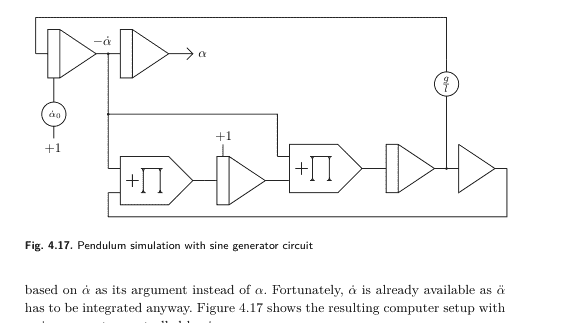 −α̇
α
g/l
α̇₀
+1
+1
+∏
+∏
Fig. 4.17. Pendulum simulation with sine generator circuit
based on α̇ as its argument instead of α. Fortunately, α̇ is already available as α̈
has to be integrated anyway. Figure 4.17 shows the resulting computer setup with